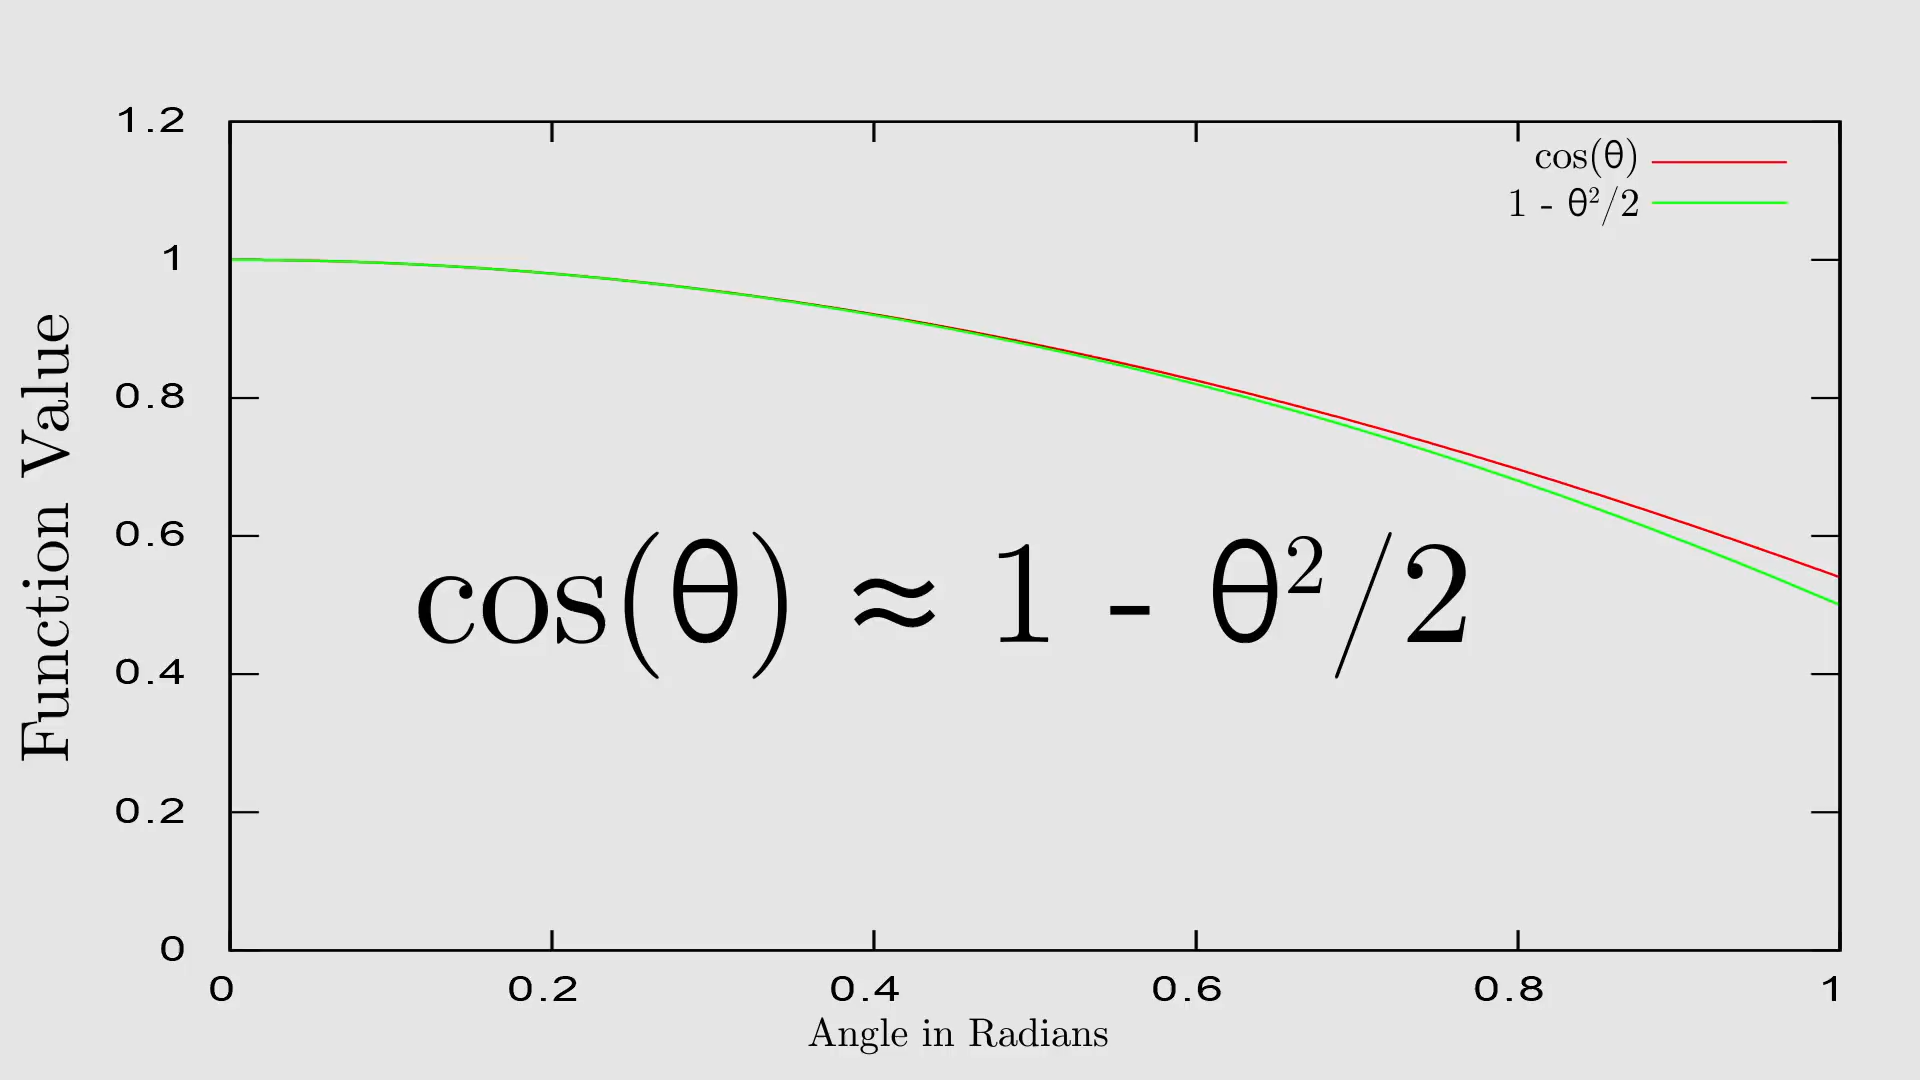 1.2
cos(θ)
1 - θ²/2
1
0.8
Function Value
0.6
cos(θ) ≈ 1 - θ²/2
0.4
0.2
0
0 0.2 0.4 0.6 0.8 1
Angle in Radians